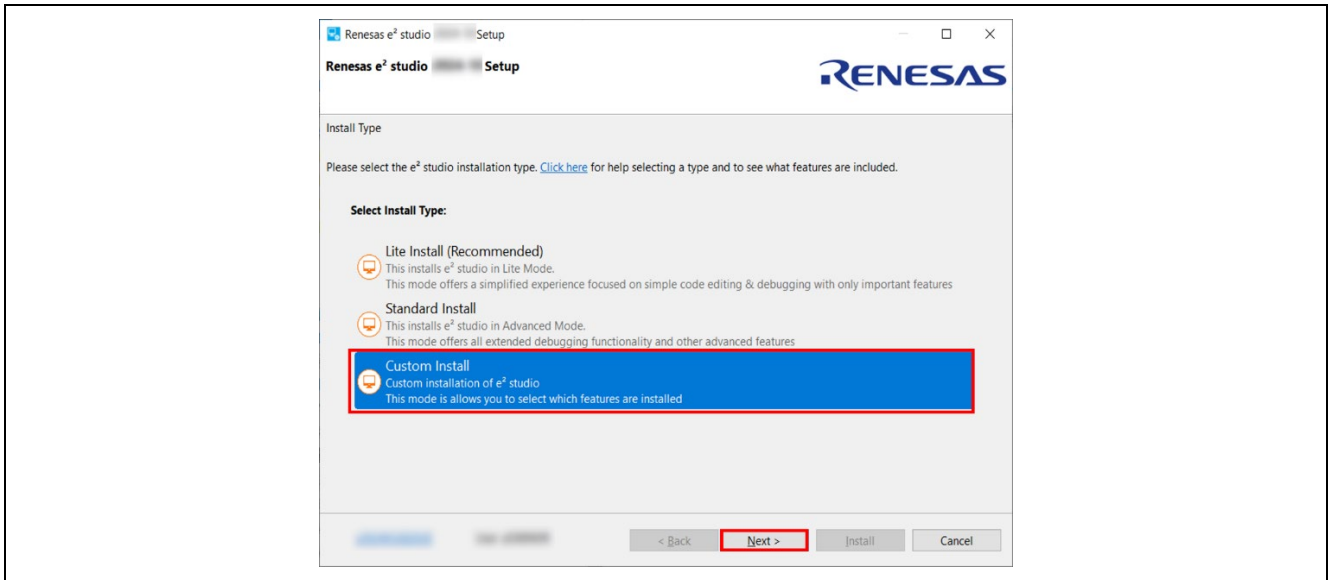 Renesas e² studio Setup
Renesas e² studio Setup
RENESAS
Install Type
Please select the e² studio installation type. Click here for help selecting a type and to see what features are included.
Select Install Type:
Lite Install (Recommended)
This installs e² studio in Lite Mode.
This mode offers a simplified experience focused on simple code editing & debugging with only important features
Standard Install
This installs e² studio in Advanced Mode.
This mode offers all extended debugging functionality and other advanced features
Custom Install
Custom installation of e² studio
This mode is allows you to select which features are installed
< Back Next > Install Cancel